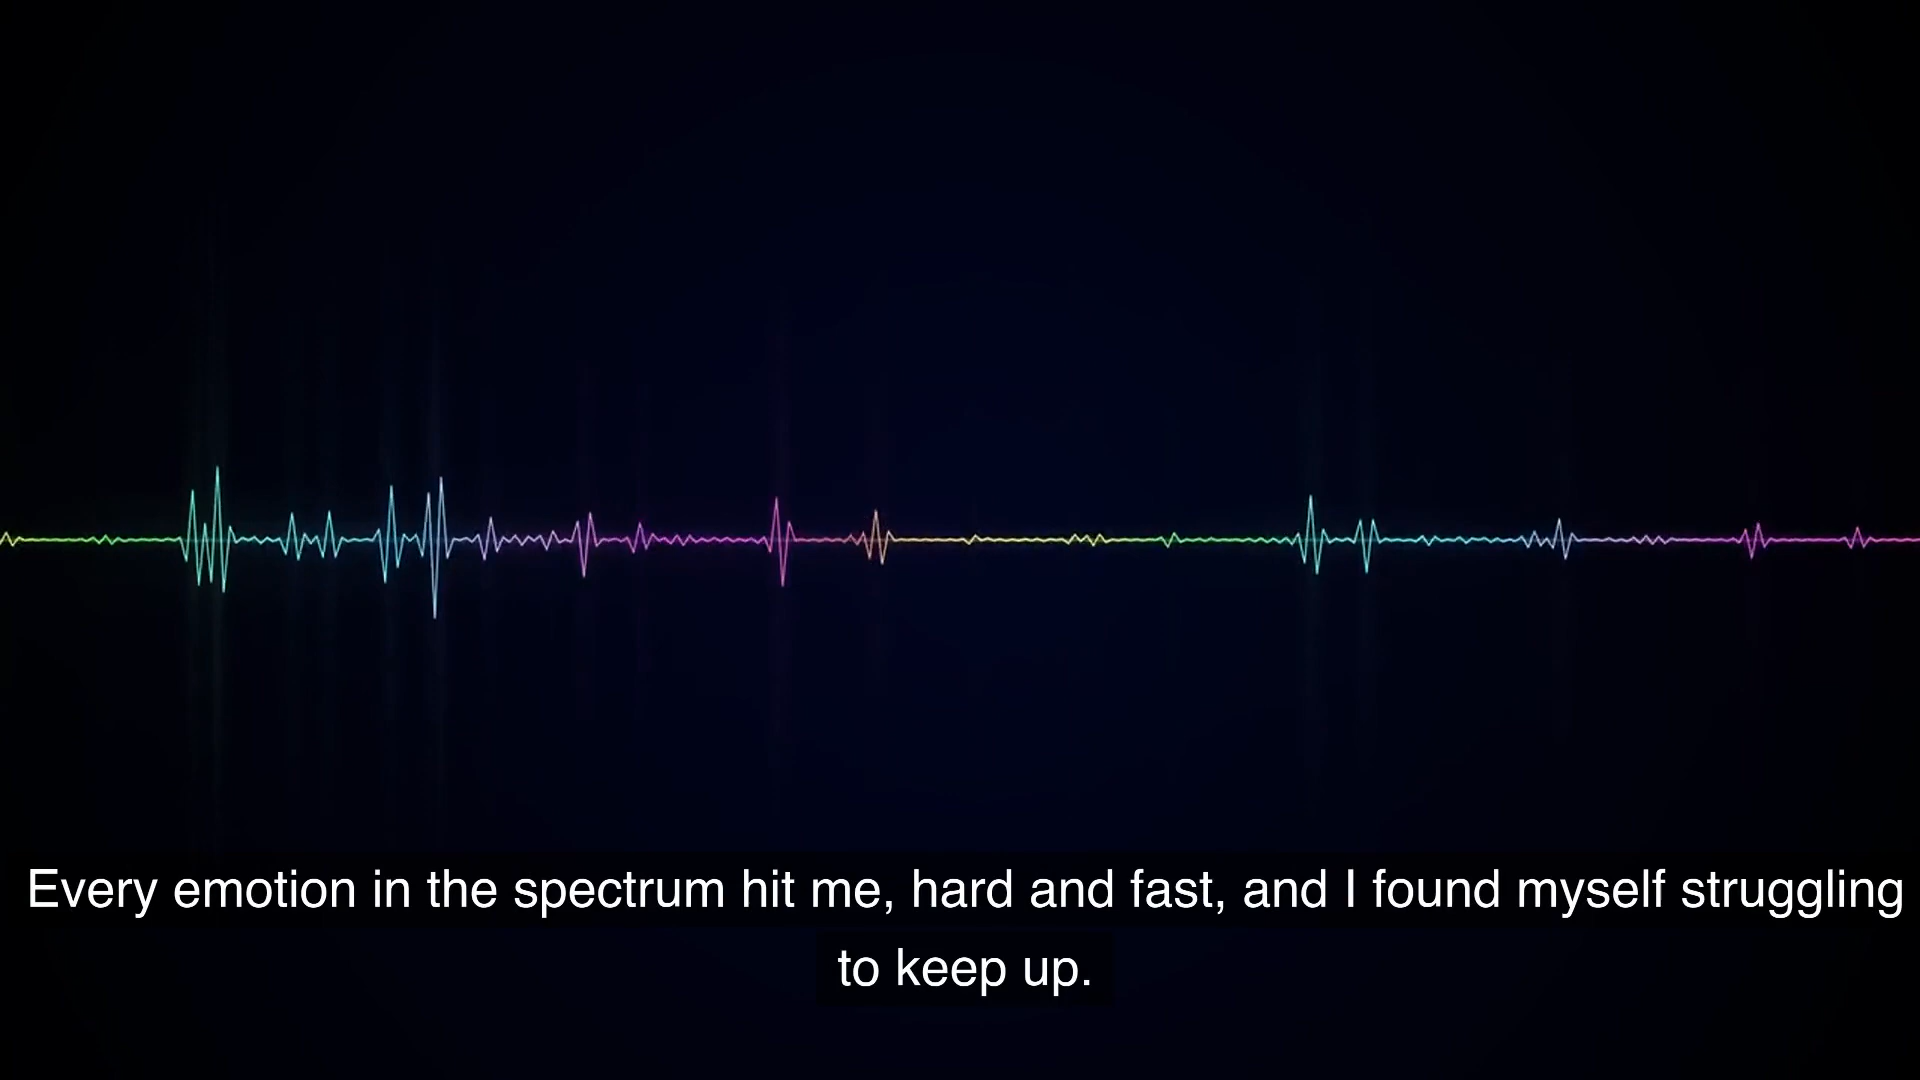 Every emotion in the spectrum hit me, hard and fast, and I found myself struggling
to keep up.